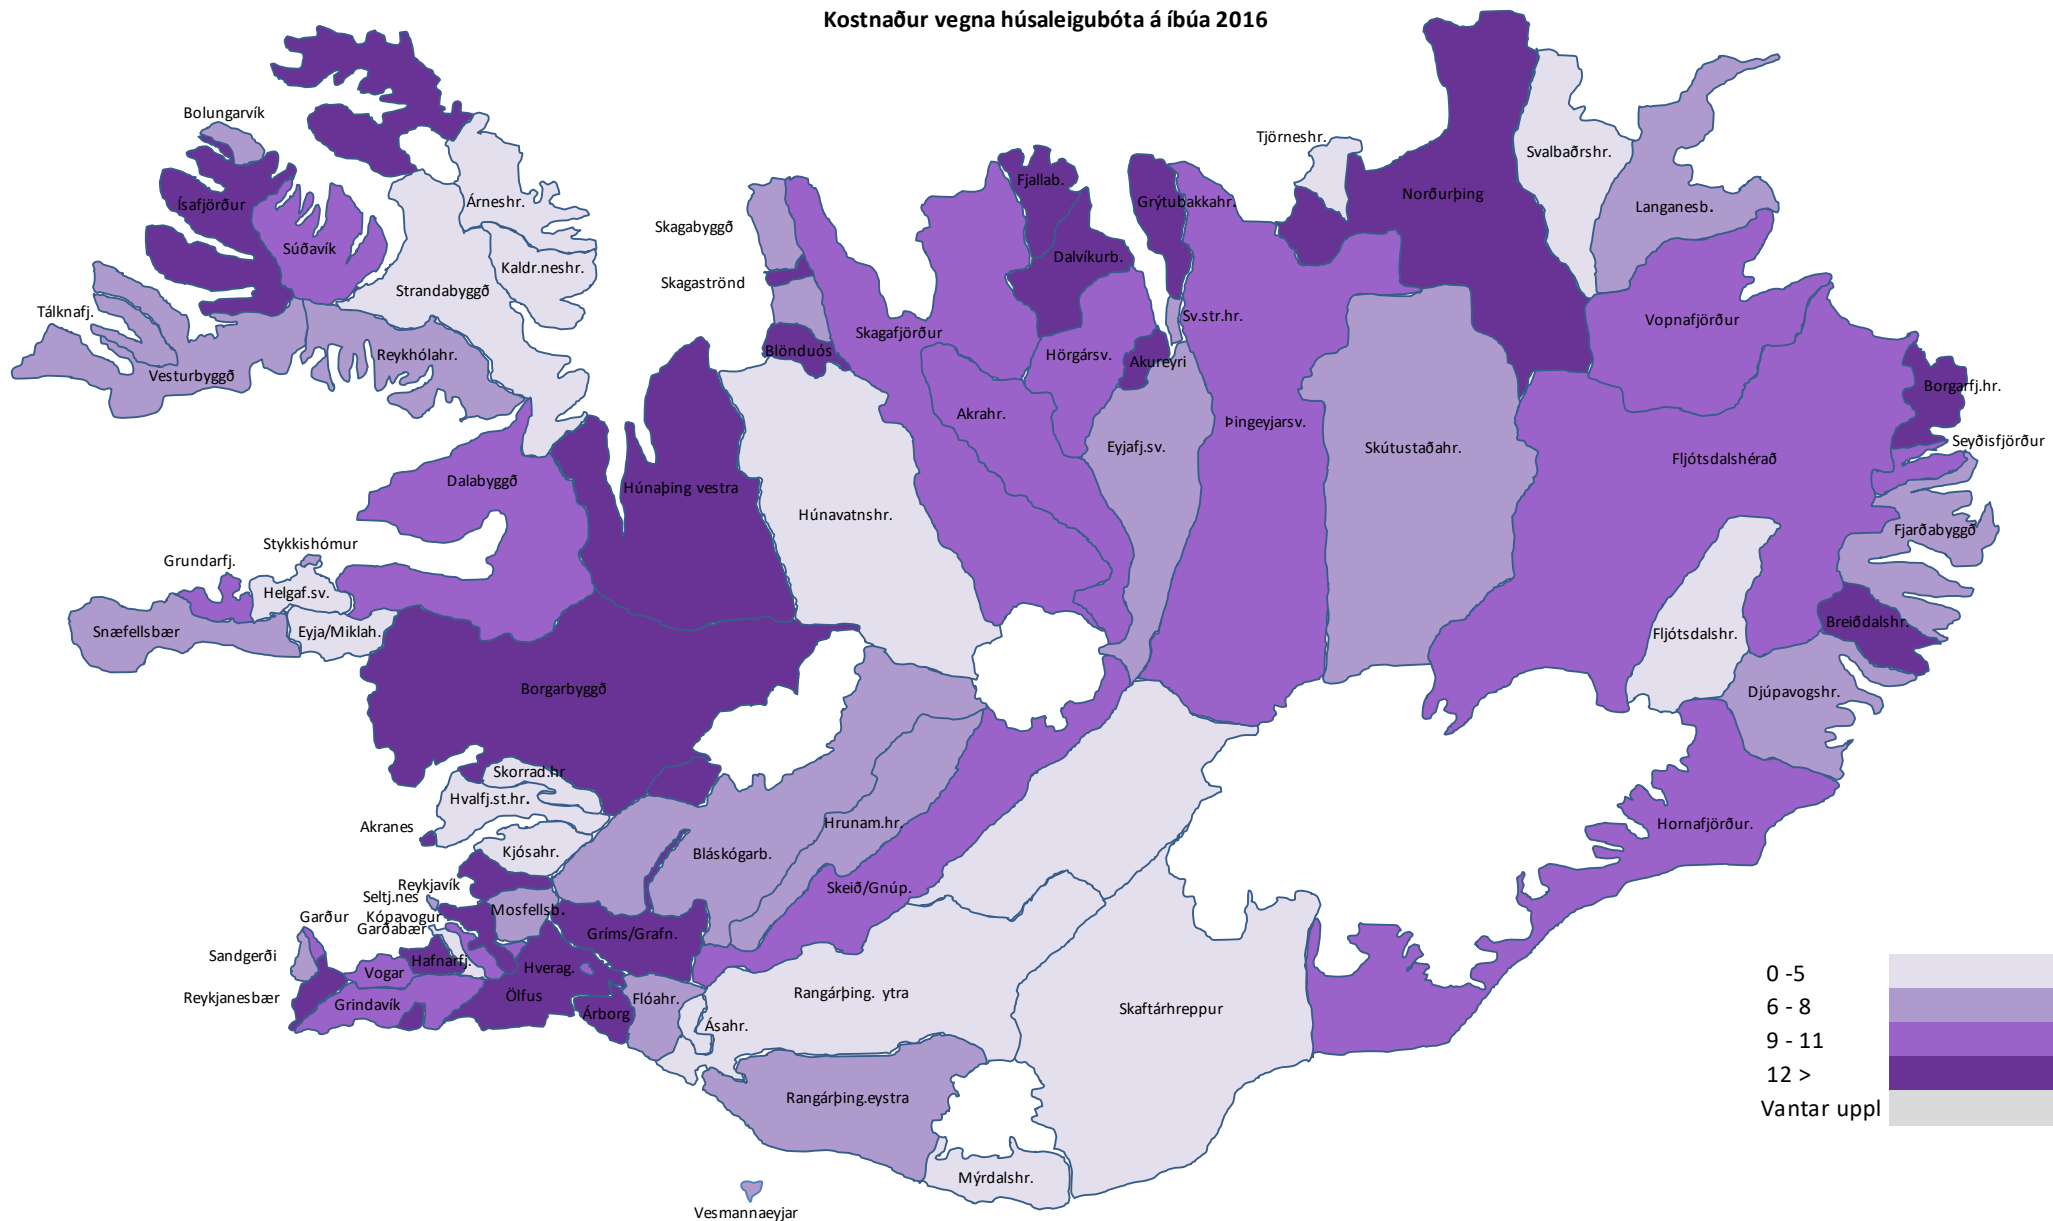 Kostnaður vegna húsaleigubóta á íbúa 2016
Bolungarvík
Ísafjörður
Súðavík
Árneshr.
Kaldr.neshr.
Strandabyggð
Tálknafj.
Vesturbyggð
Reykhólahr.
Skagabyggð
Skagaströnd
Blönduós
Skagafjörður
Fjallab.
Dalvíkurb.
Grýtubakkahr.
Sv.str.hr.
Hörgársv.
Akureyri
Akrahr.
Eyjafj.sv.
Þingeyjarsv.
Tjörneshr.
Norðurþing
Svalbaðrshr.
Langanesb.
Vopnafjörður
Skútustaðahr.
Borgarfj.hr.
Seyðisfjörður
Fljótsdalshérað
Fjarðabyggð
Breiðdalshr.
Fljótsdalshr.
Djúpavogshr.
Hornafjörður.
Dalabyggð
Húnaþing vestra
Húnavatnshr.
Stykkishómur
Grundarfj.
Helgaf.sv.
Snæfellsbær
Eyja/Miklah.
Borgarbyggð
Skorrad.hr
Hvalfj.st.hr.
Akranes
Kjósahr.
Bláskógarb.
Hrunam.hr.
Skeið/Gnúp.
Reykjavík
Seltj.nes
Mosfellsb.
Kópavogur
Garðabær
Garður
Sandgerði
Hafnarfj.
Vogar
Reykjanesbær
Grindavík
Gríms/Grafn.
Hverag.
Ölfus
Árborg
Flóahr.
Ásahr.
Rangárþing. ytra
Skaftárhreppur
Rangárþing.eystra
Mýrdalshr.
Vesmannaeyjar
0 -5
6 - 8
9 - 11
12 >
Vantar uppl